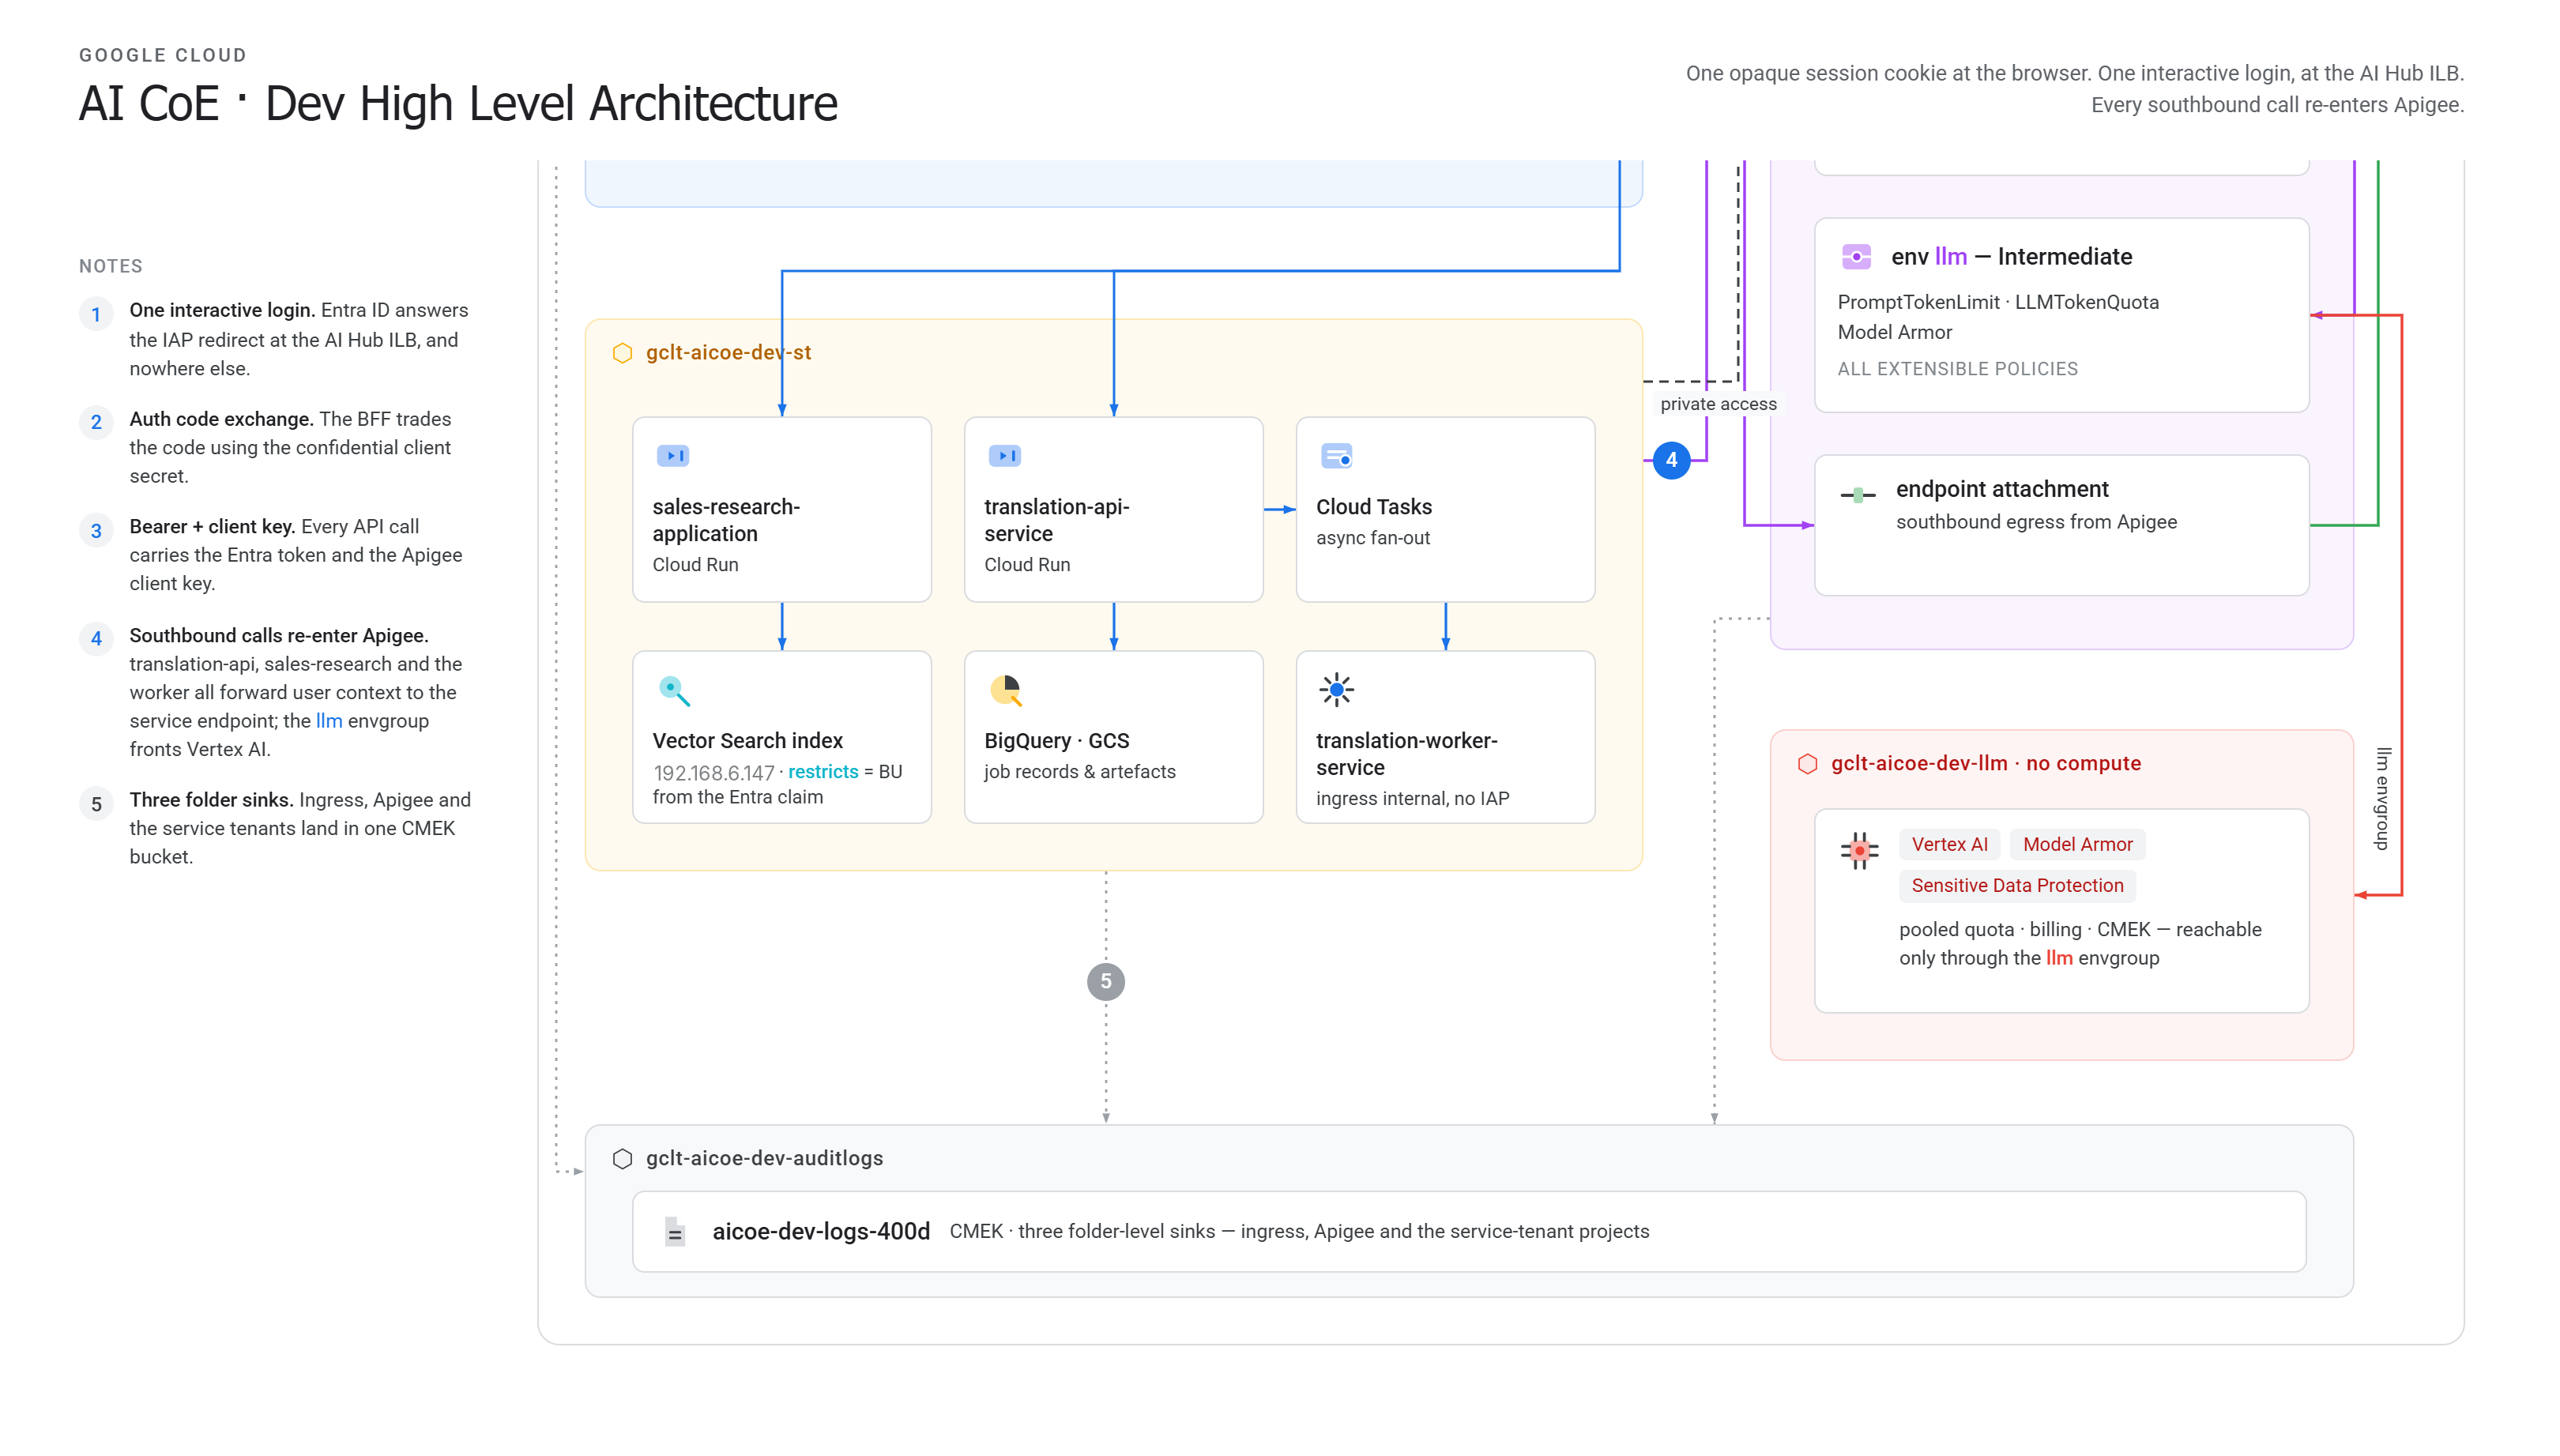 GOOGLE CLOUD
AI CoE · Dev High Level Architecture
One opaque session cookie at the browser. One interactive login, at the AI Hub ILB.
Every southbound call re-enters Apigee.
NOTES
1 One interactive login. Entra ID answers
the IAP redirect at the AI Hub ILB, and
nowhere else.
2 Auth code exchange. The BFF trades
the code using the confidential client
secret.
3 Bearer + client key. Every API call
carries the Entra token and the Apigee
client key.
4 Southbound calls re-enter Apigee.
translation-api, sales-research and the
worker all forward user context to the
service endpoint; the llm envgroup
fronts Vertex AI.
5 Three folder sinks. Ingress, Apigee and
the service tenants land in one CMEK
bucket.
gclt-aicoe-dev-st
sales-research-
application
Cloud Run
translation-api-
service
Cloud Run
Cloud Tasks
async fan-out
Vector Search index
192.168.6.147 · restricts = BU
from the Entra claim
BigQuery · GCS
job records & artefacts
translation-worker-
service
ingress internal, no IAP
private access
4
5
env llm — Intermediate
PromptTokenLimit · LLMTokenQuota
Model Armor
ALL EXTENSIBLE POLICIES
endpoint attachment
southbound egress from Apigee
gclt-aicoe-dev-llm · no compute
Vertex AI
Model Armor
Sensitive Data Protection
pooled quota · billing · CMEK — reachable
only through the llm envgroup
llm envgroup
gclt-aicoe-dev-auditlogs
aicoe-dev-logs-400d CMEK · three folder-level sinks — ingress, Apigee and the service-tenant projects